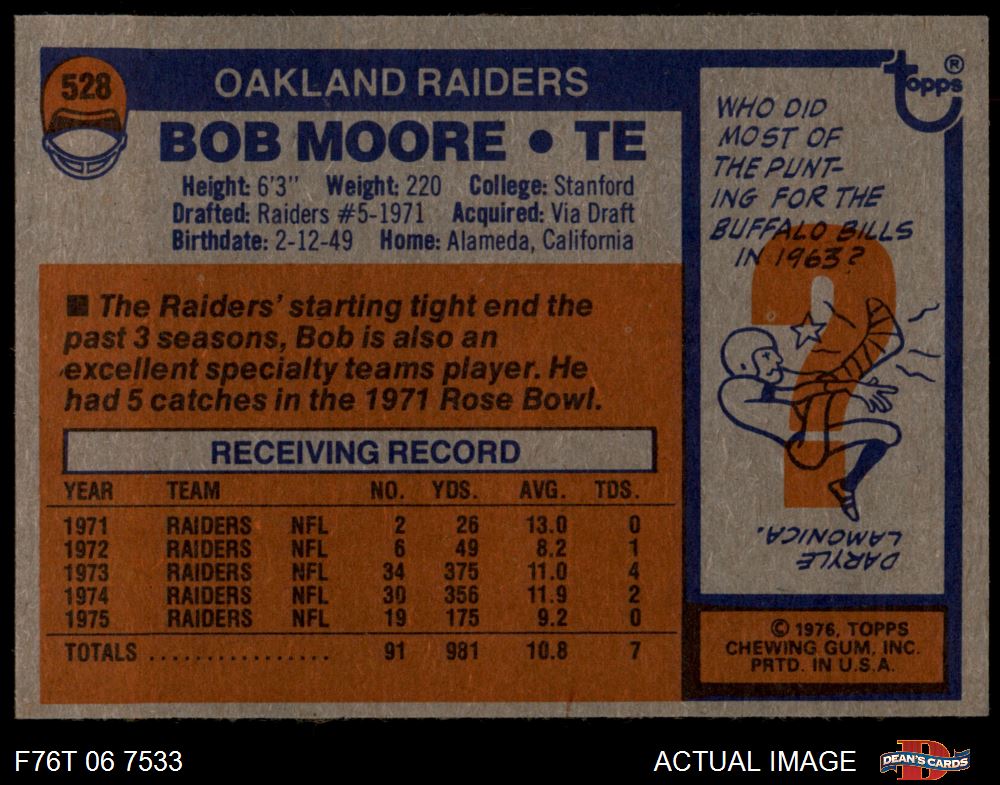 528
OAKLAND RAIDERS
BOB MOORE • TE
Height: 6'3" Weight: 220 College: Stanford
Drafted: Raiders #5-1971 Acquired: Via Draft
Birthdate: 2-12-49 Home: Alameda, California
■ The Raiders' starting tight end the
past 3 seasons, Bob is also an
excellent specialty teams player. He
had 5 catches in the 1971 Rose Bowl.
RECEIVING RECORD
YEAR TEAM NO. YDS. AVG. TDS.
1971 RAIDERS NFL 2 26 13.0 0
1972 RAIDERS NFL 6 49 8.2 1
1973 RAIDERS NFL 34 375 11.0 4
1974 RAIDERS NFL 30 356 11.9 2
1975 RAIDERS NFL 19 175 9.2 0
TOTALS ................. 91 981 10.8 7
Topps ®
WHO DID
MOST OF
THE PUNT-
ING FOR THE
BUFFALO BILLS
IN 1963?
DARYLE
LAMONICA.
© 1976, TOPPS
CHEWING GUM, INC.
PRTD. IN U.S.A.
F76T 06 7533
ACTUAL IMAGE
D
DEAN'S CARDS